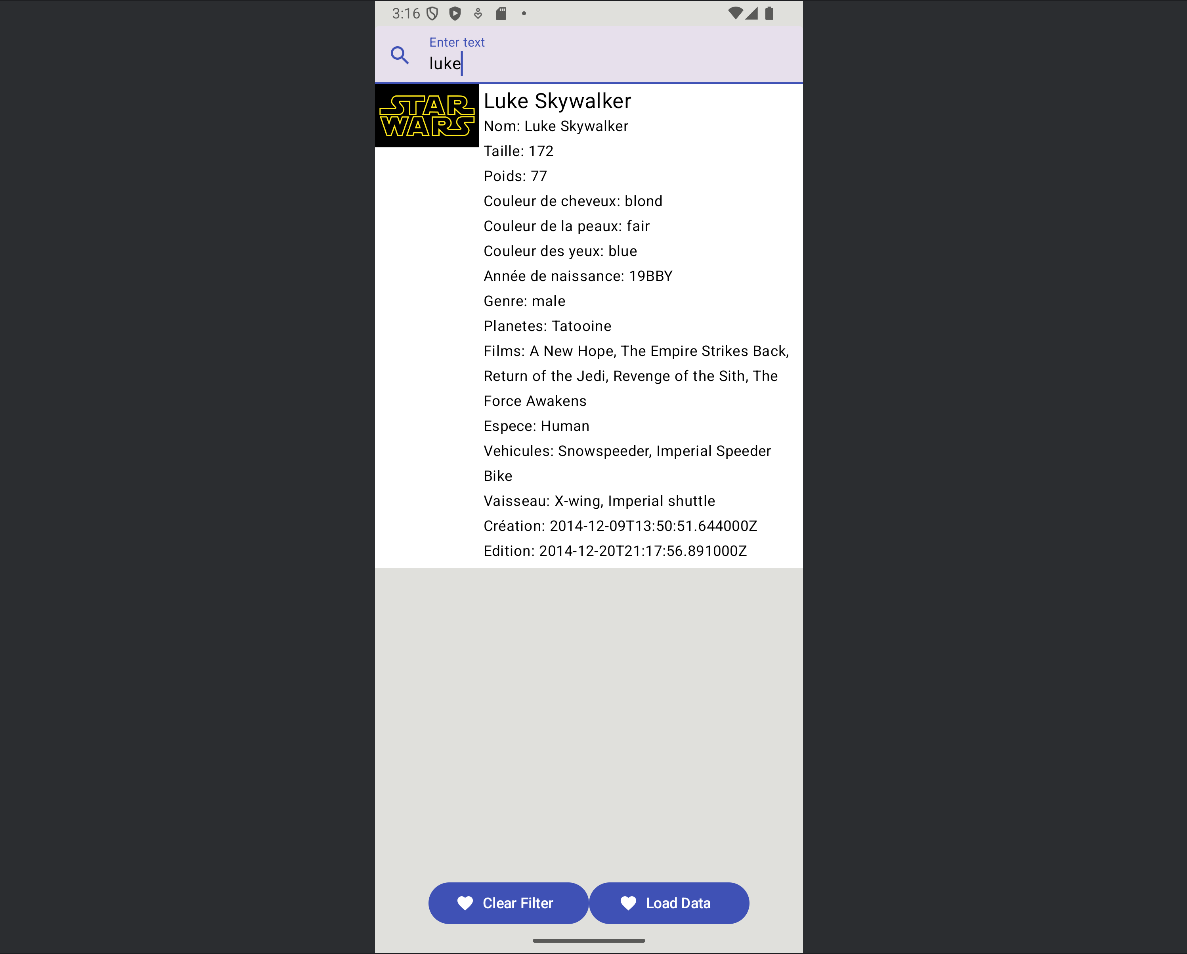 3:16
Enter text
luke
STAR
WARS
Luke Skywalker
Nom: Luke Skywalker
Taille: 172
Poids: 77
Couleur de cheveux: blond
Couleur de la peaux: fair
Couleur des yeux: blue
Année de naissance: 19BBY
Genre: male
Planetes: Tatooine
Films: A New Hope, The Empire Strikes Back,
Return of the Jedi, Revenge of the Sith, The
Force Awakens
Espece: Human
Vehicules: Snowspeeder, Imperial Speeder
Bike
Vaisseau: X-wing, Imperial shuttle
Création: 2014-12-09T13:50:51.644000Z
Edition: 2014-12-20T21:17:56.891000Z
Clear Filter
Load Data